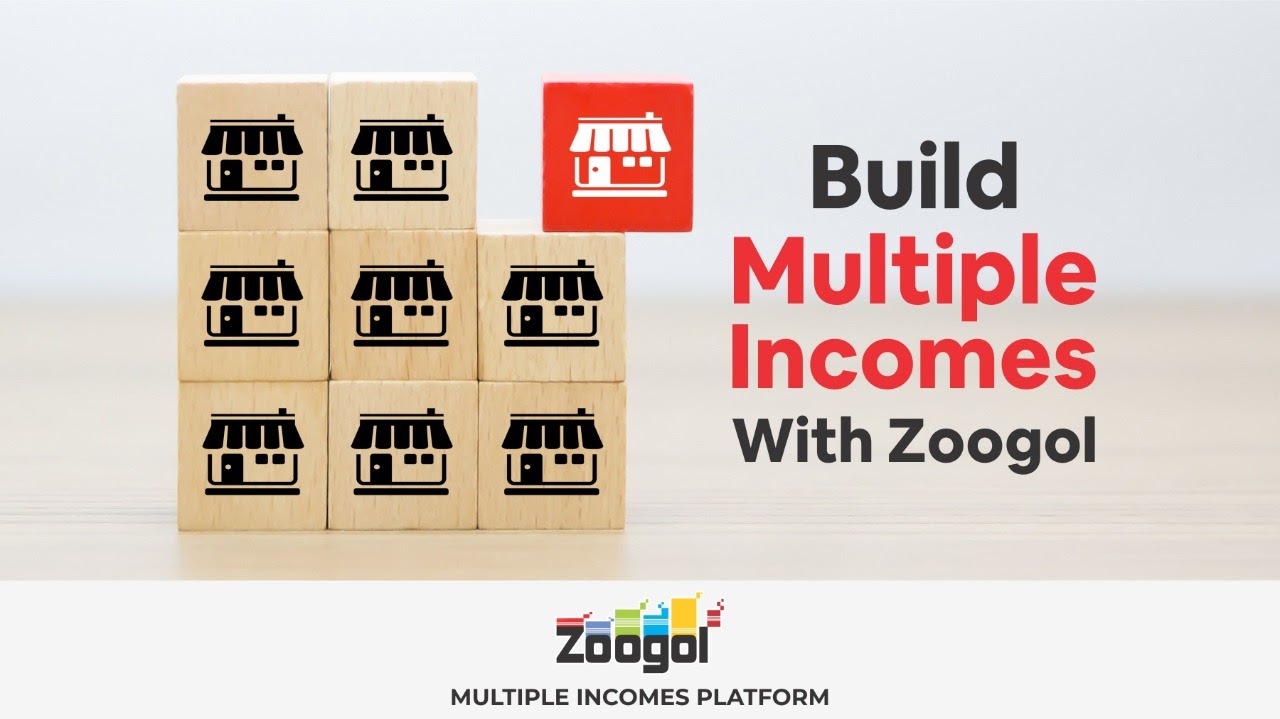 Build
Multiple
Incomes
With Zoogol
Zoogol
MULTIPLE INCOMES PLATFORM